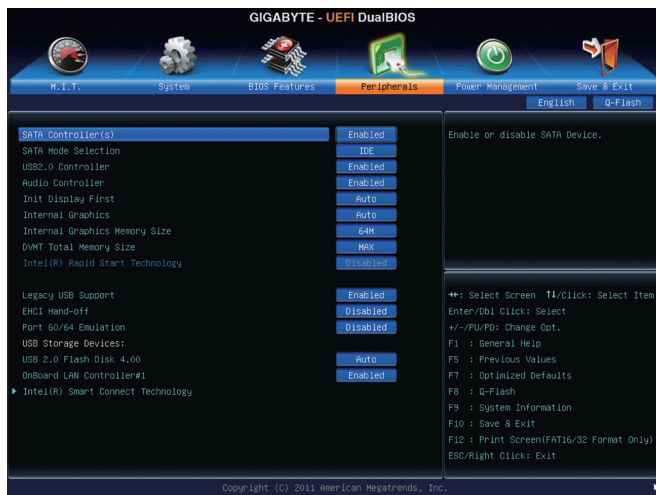 GIGABYTE - UEFI DualBIOS
M.I.T. System BIOS Features Peripherals Power Management Save & Exit
English Q-Flash
SATA Controller(s) Enabled
SATA Mode Selection IDE
USB2.0 Controller Enabled
Audio Controller Enabled
Init Display First Auto
Internal Graphics Auto
Internal Graphics Memory Size 64M
DVMT Total Memory Size MAX
Intel(R) Rapid Start Technology Disabled
Legacy USB Support Enabled
EHCI Hand-off Disabled
Port 60/64 Emulation Disabled
USB Storage Devices:
USB 2.0 Flash Disk 4.00 Auto
OnBoard LAN Controller#1 Enabled
Intel(R) Smart Connect Technology
Enable or disable SATA Device.
→←: Select Screen ↑↓/Click: Select Item
Enter/Dbl Click: Select
+/-/PU/PD: Change Opt.
F1 : General Help
F5 : Previous Values
F7 : Optimized Defaults
F8 : Q-Flash
F9 : System Information
F10 : Save & Exit
F12 : Print Screen(FAT16/32 Format Only)
ESC/Right Click: Exit
Copyright (C) 2011 American Megatrends, Inc.